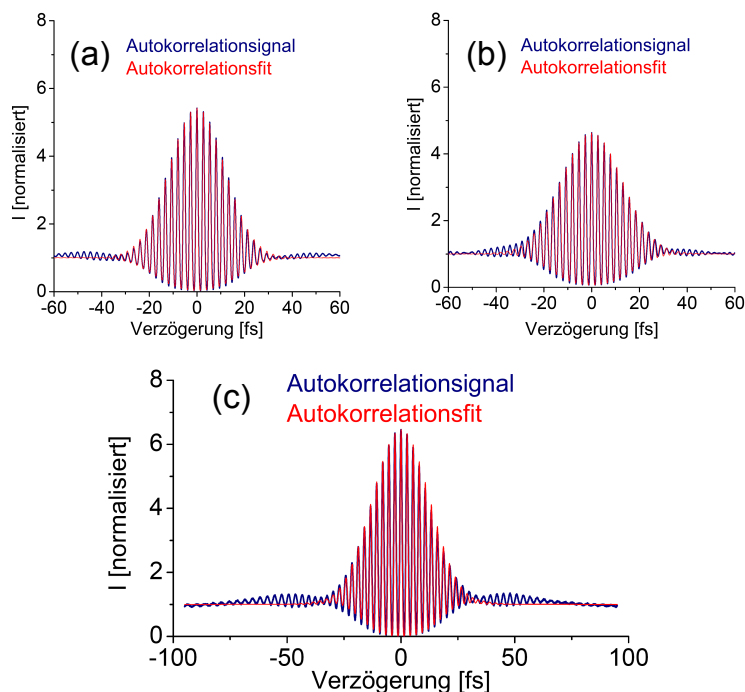 (a)
Autokorrelationsignal
Autokorrelationsfit
I [normalisiert]
8
6
4
2
0
-60 -40 -20 0 20 40 60
Verzögerung [fs]
(b)
Autokorrelationsignal
Autokorrelationsfit
I [normalisiert]
8
6
4
2
0
-60 -40 -20 0 20 40 60
Verzögerung [fs]
(c)
Autokorrelationsignal
Autokorrelationsfit
I [normalisiert]
8
6
4
2
0
-100 -50 0 50 100
Verzögerung [fs]